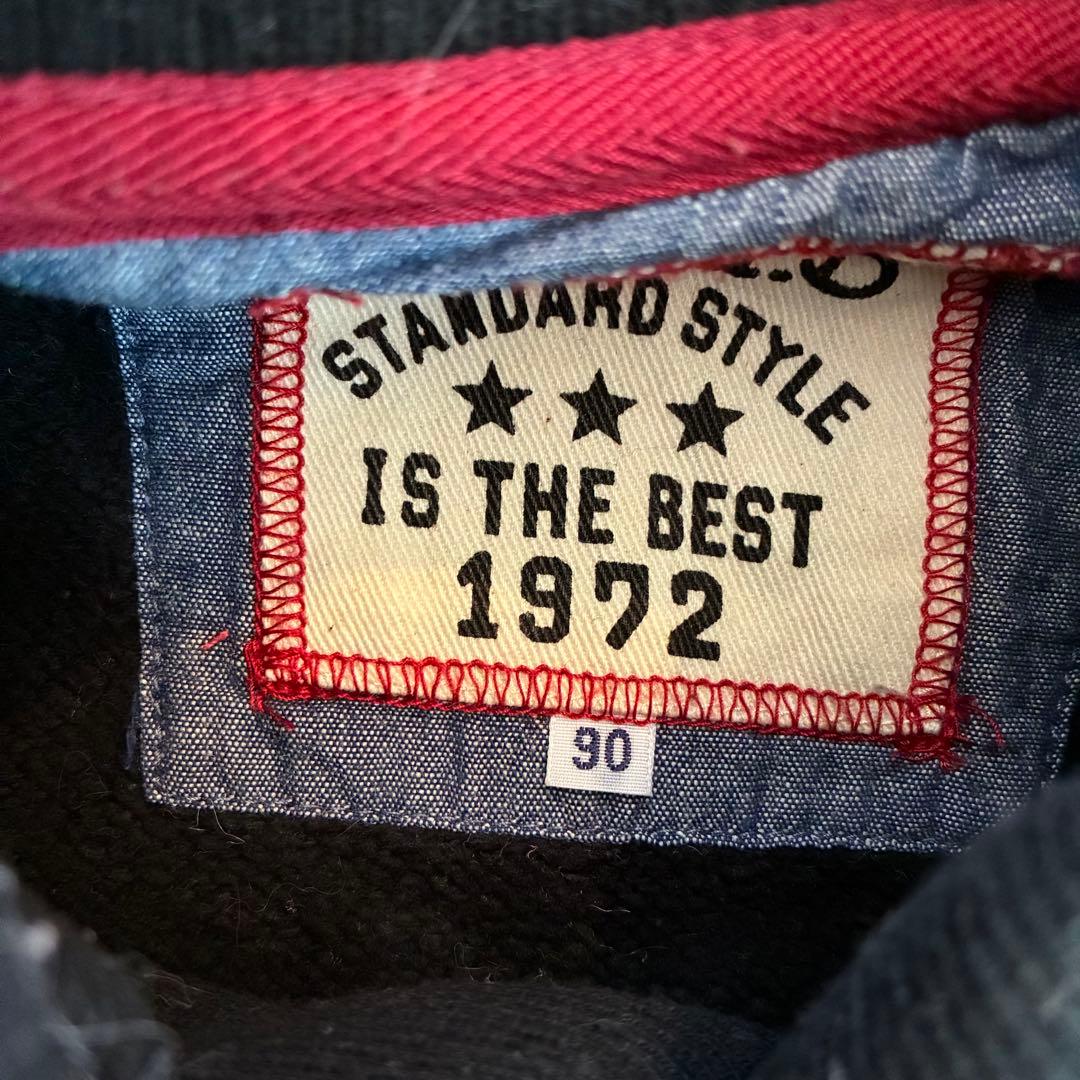 STANDARD STYLE
★★★
IS THE BEST
1972
90